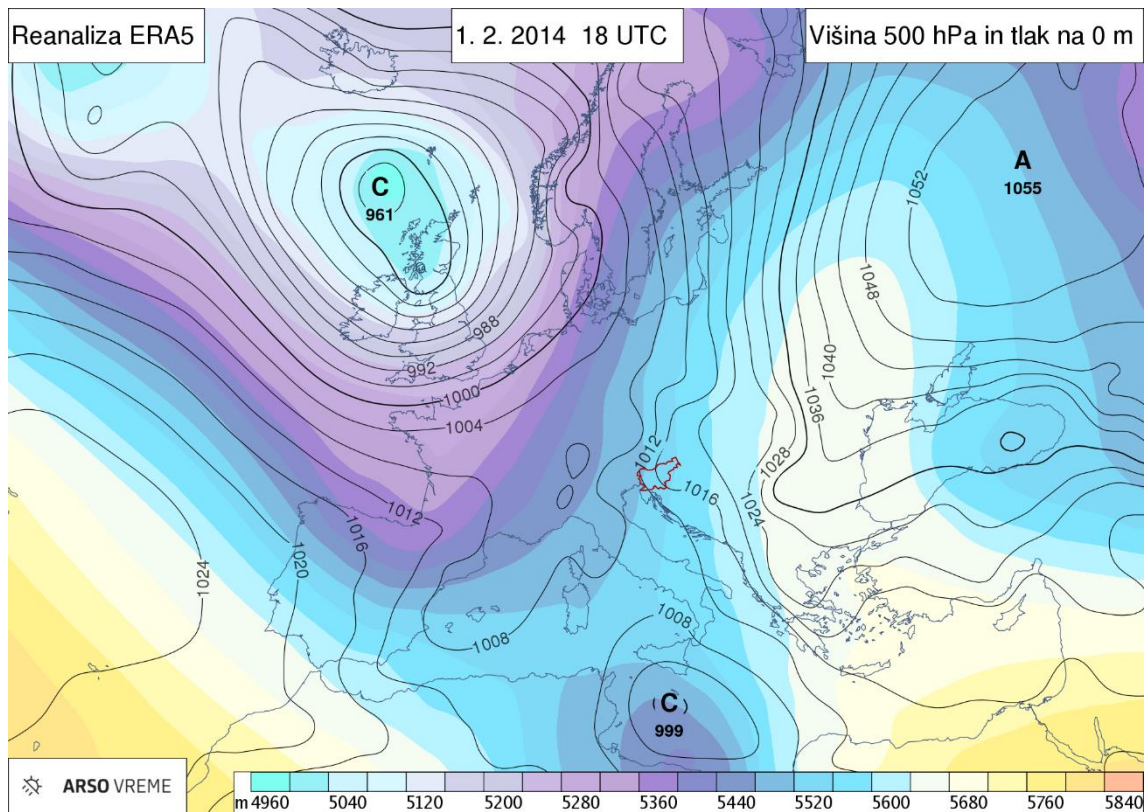 Reanaliza ERA5
1. 2. 2014 18 UTC
Višina 500 hPa in tlak na 0 m
A
1055
1052
C
961
1048
988
992
1000
1004
1040
1036
1012
1028
1016
1024
1012
1016
1020
1024
1008
1008
(C)
999
ARSO VREME
m 4960 5040 5120 5200 5280 5360 5440 5520 5600 5680 5760 5840